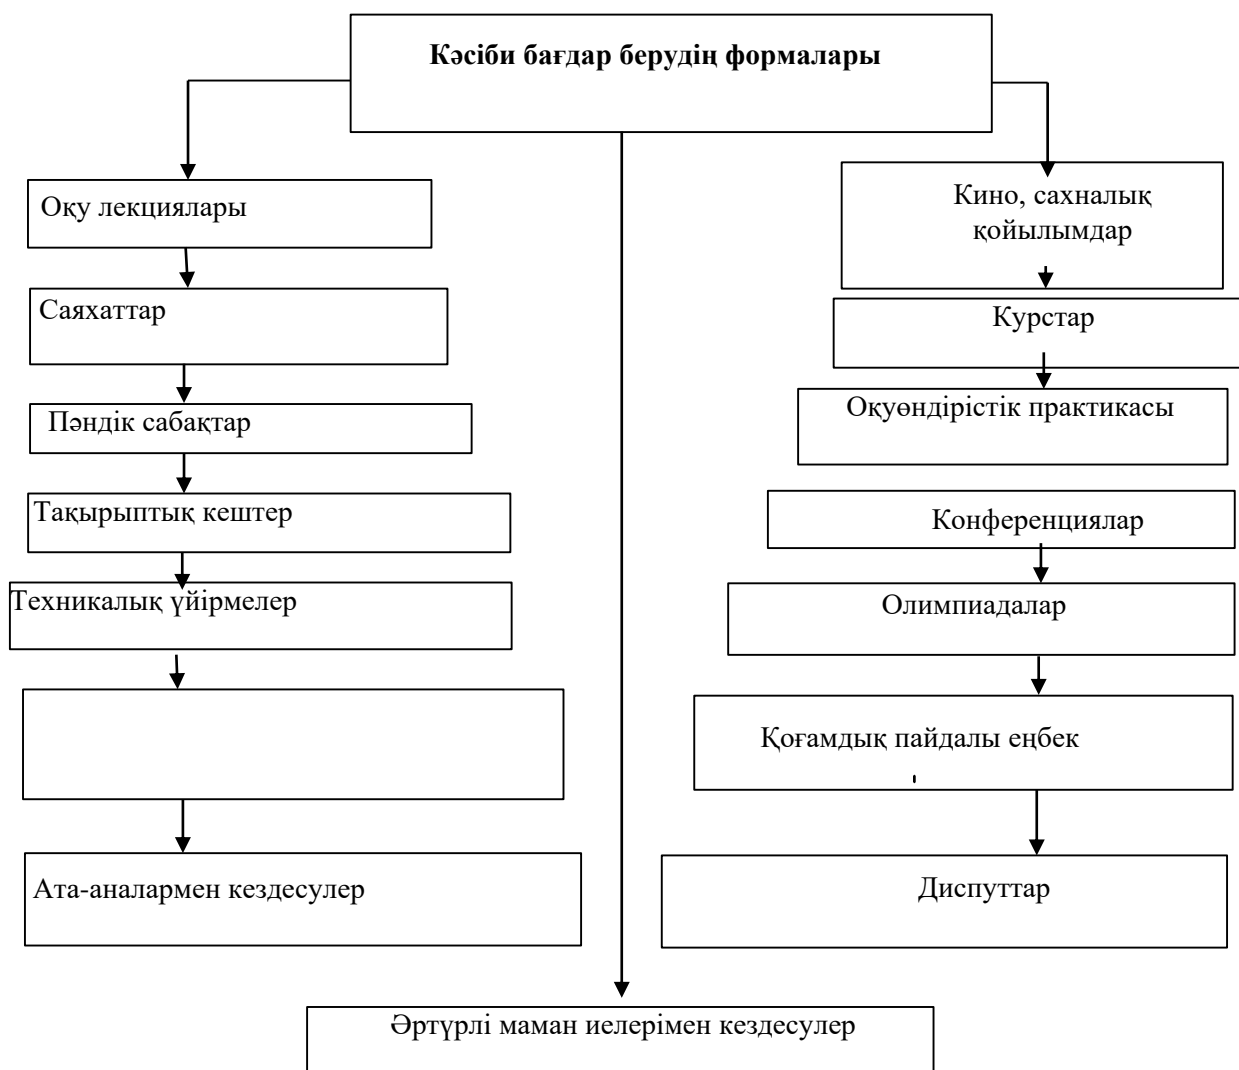 Кәсіби бағдар берудің формалары
Оқу лекциялары
Саяхаттар
Пәндік сабақтар
Тақырыптық кештер
Техникалық үйірмелер
Ата-аналармен кездесулер
Кино, сахналық
қойылымдар
Курстар
Оқуөндірістік практикасы
Конференциялар
Олимпиадалар
Қоғамдық пайдалы еңбек
Диспуттар
Әртүрлі маман иелерімен кездесулер